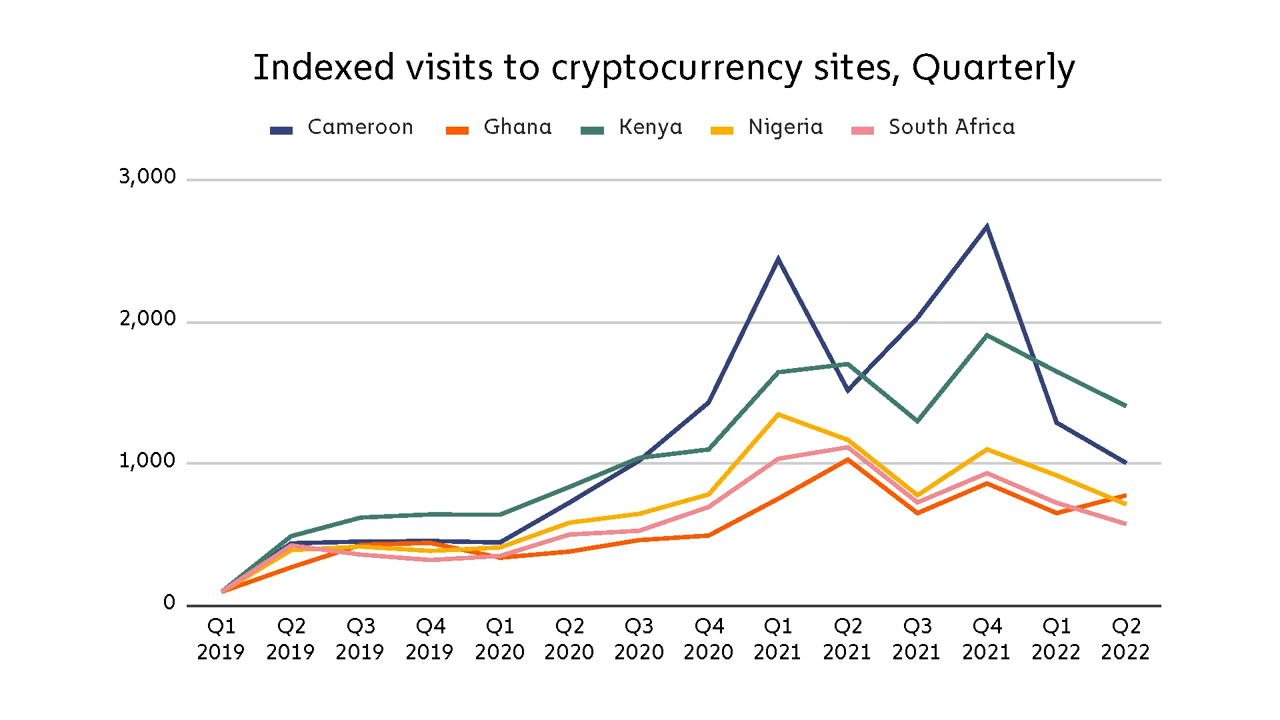 Indexed visits to cryptocurrency sites, Quarterly
Cameroon Ghana Kenya Nigeria South Africa
3,000
2,000
1,000
0
Q1 Q2 Q3 Q4 Q1 Q2 Q3 Q4 Q1 Q2 Q3 Q4 Q1 Q2
2019 2019 2019 2019 2020 2020 2020 2020 2021 2021 2021 2021 2022 2022